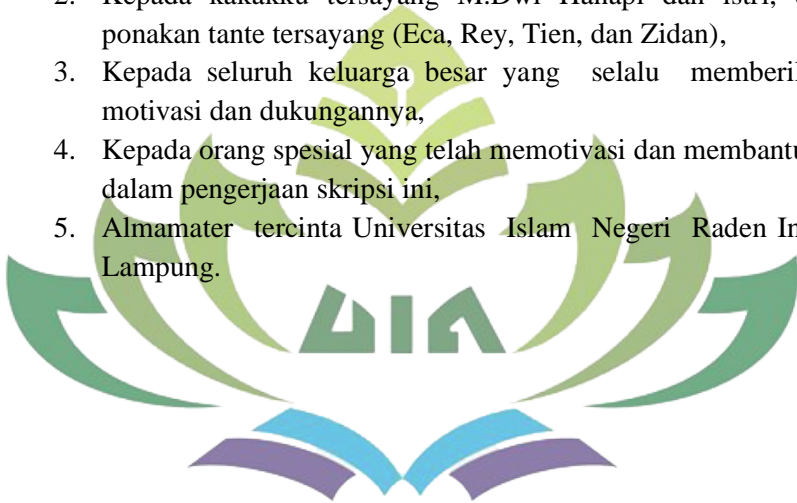 2. Kepada kakakku tersayang M.Dwi Hanapi dan istri,
ponakan tante tersayang (Eca, Rey, Tien, dan Zidan),
3. Kepada seluruh keluarga besar yang selalu
motivasi dan dukungannya,
4. Kepada orang spesial yang telah memotivasi dan
dalam pengerjaan skripsi ini,
5. Almamater tercinta Universitas Islam Negeri Raden
Lampung.
UIN